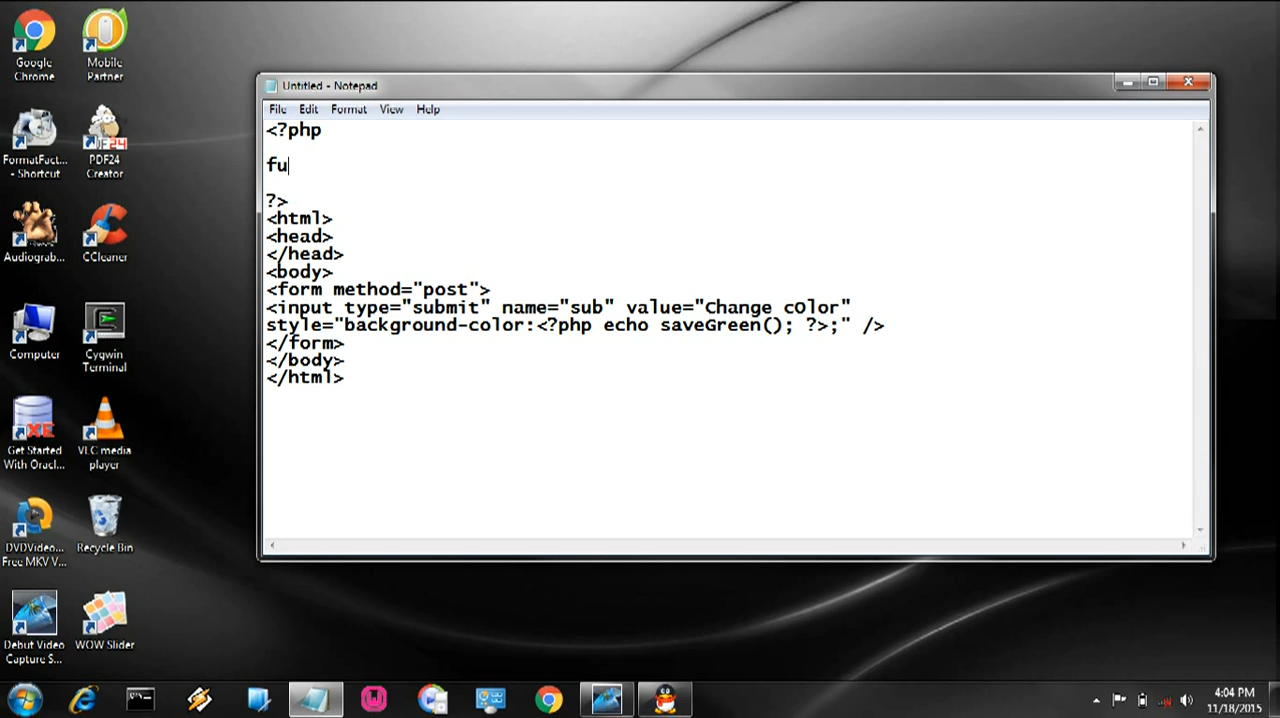 Google
Chrome
Mobile
Partner
FormatFact...
- Shortcut
PDF24
Creator
Audiograb...
CCleaner
Computer
Cygwin
Terminal
Get Started
With Oracl...
VLC media
player
DVDVideo...
Free MKV V...
Recycle Bin
Debut Video
Capture S...
WOW Slider
Untitled - Notepad
File Edit Format View Help
<?php
fu
?>
<html>
<head>
</head>
<body>
<form method="post">
<input type="submit" name="sub" value="Change cOlor"
style="background-color:<?php echo saveGreen(); ?>;" />
</form>
</body>
</html>
4:04 PM
11/18/2015